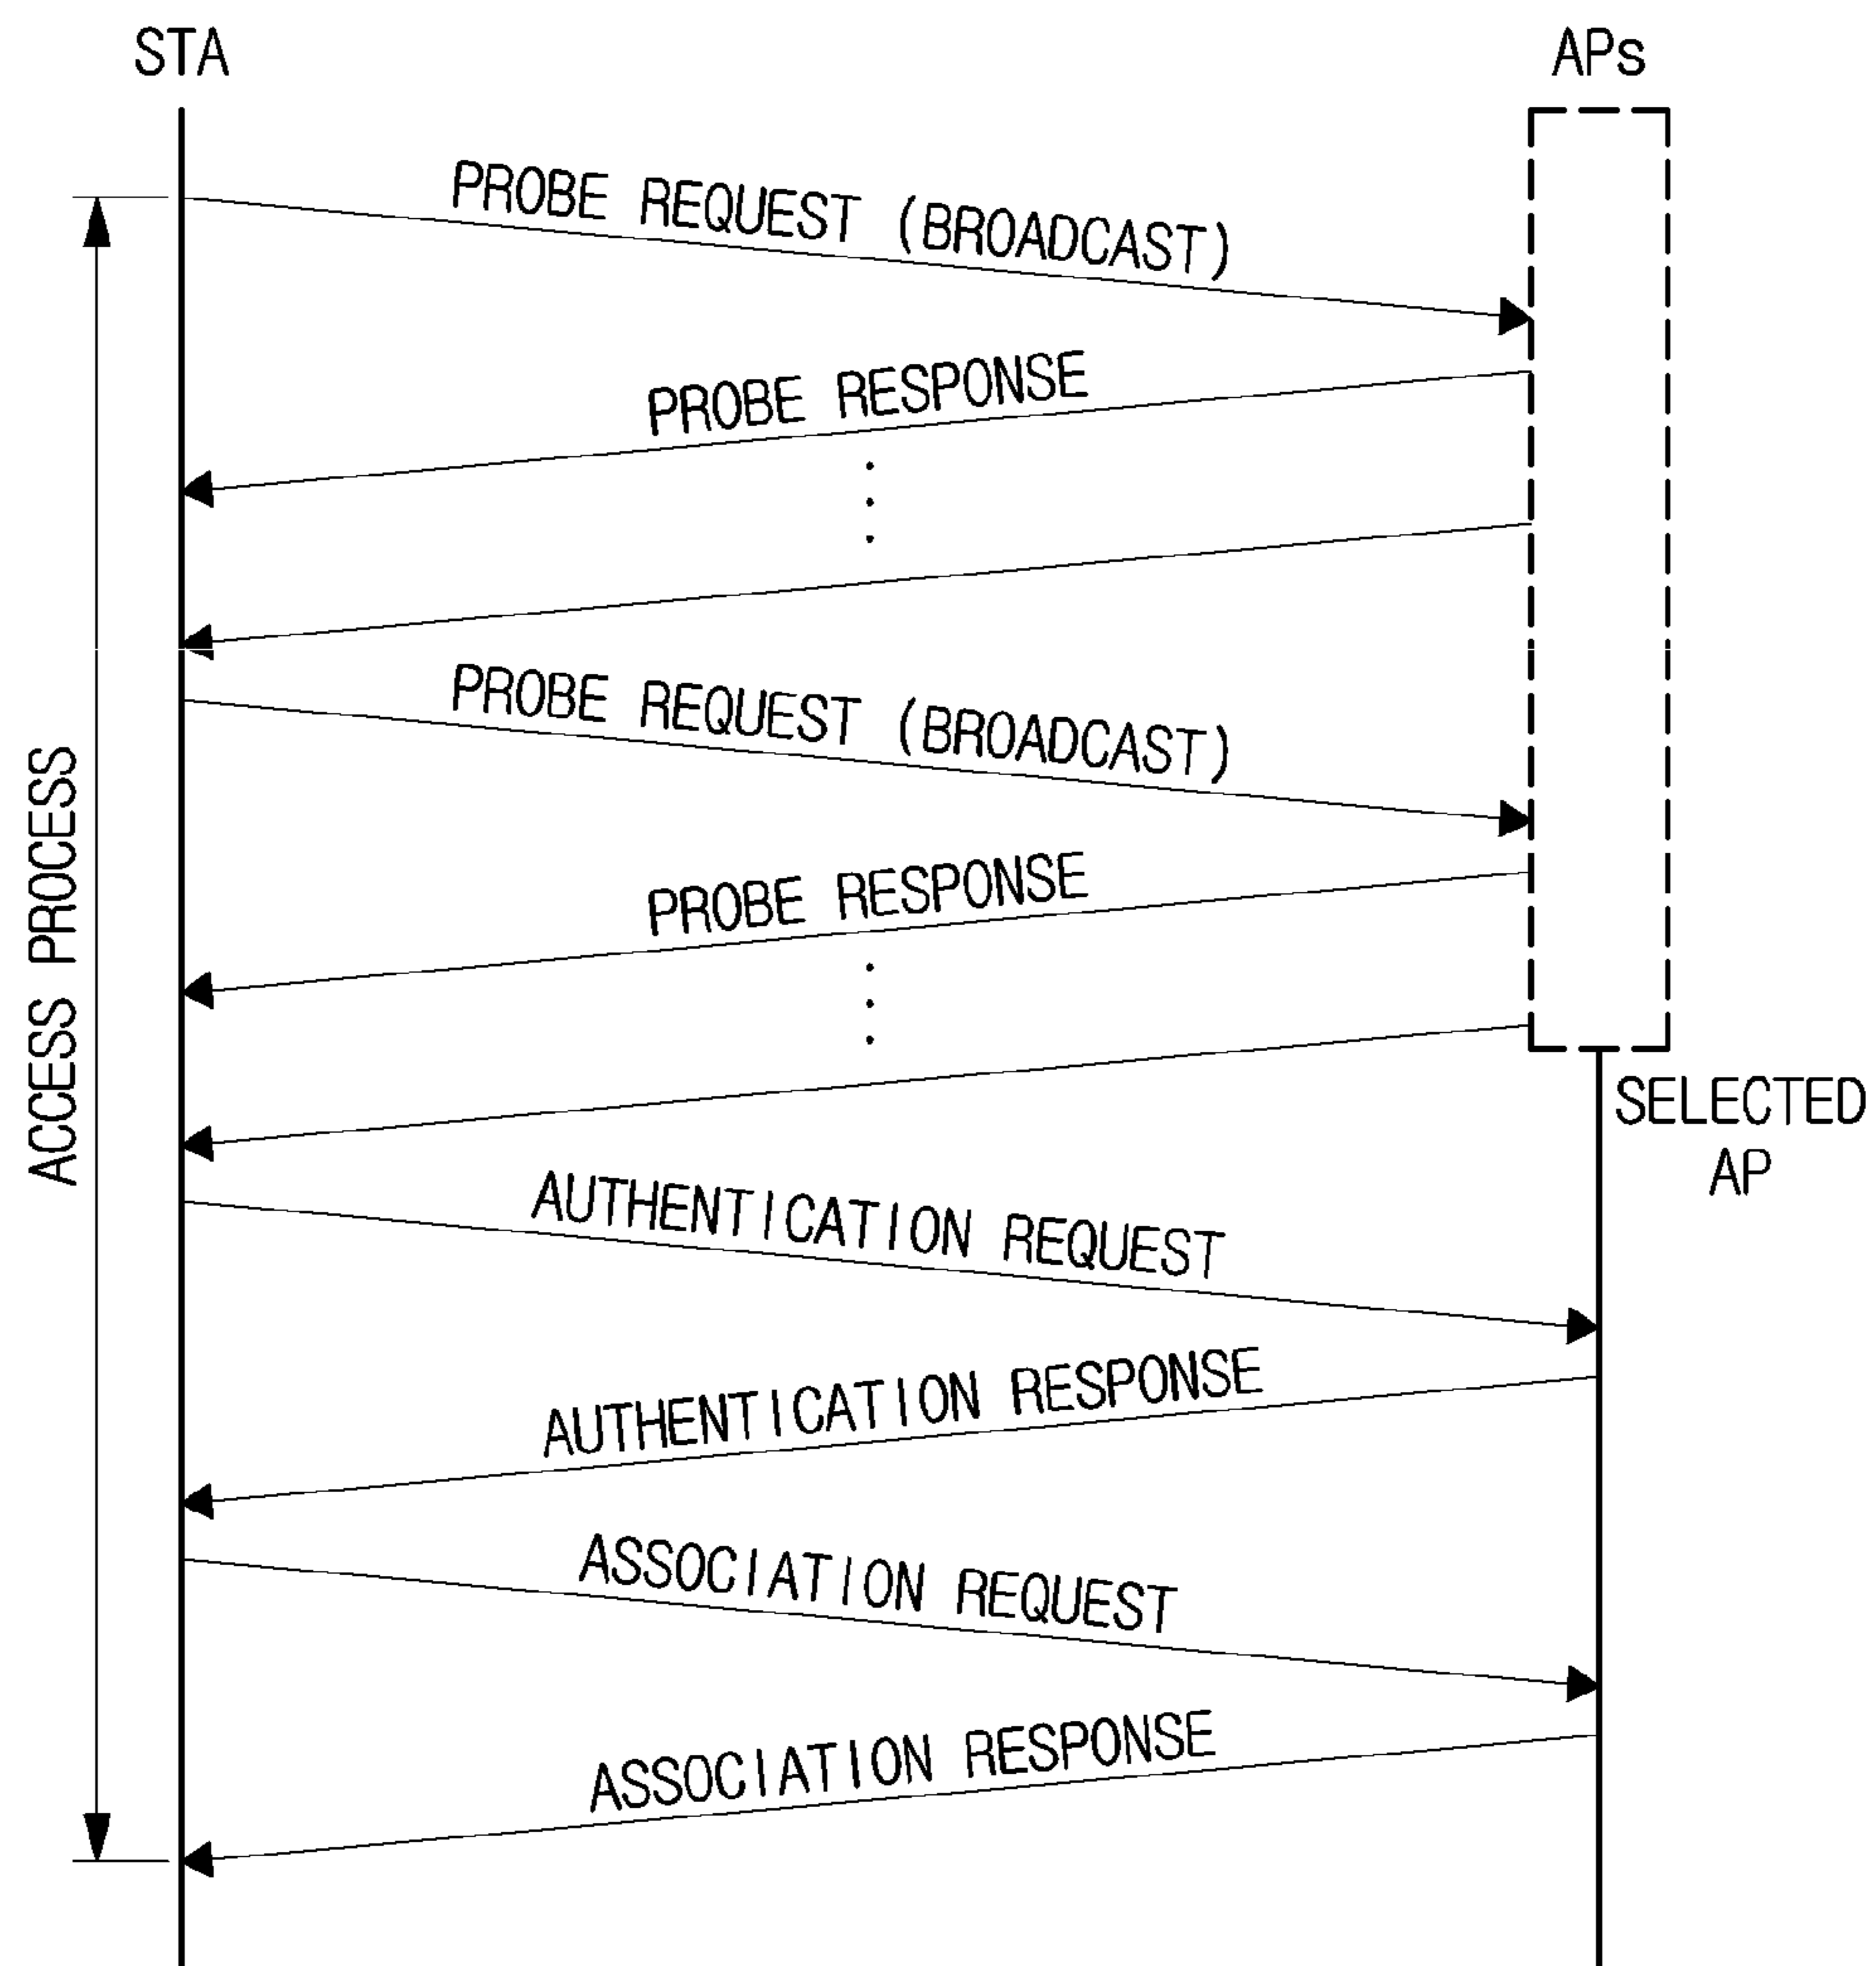 STA
APs
PROBE REQUEST (BROADCAST)
PROBE RESPONSE
PROBE REQUEST (BROADCAST)
PROBE RESPONSE
ACCESS PROCESS
SELECTED
AP
AUTHENTICATION REQUEST
AUTHENTICATION RESPONSE
ASSOCIATION REQUEST
ASSOCIATION RESPONSE